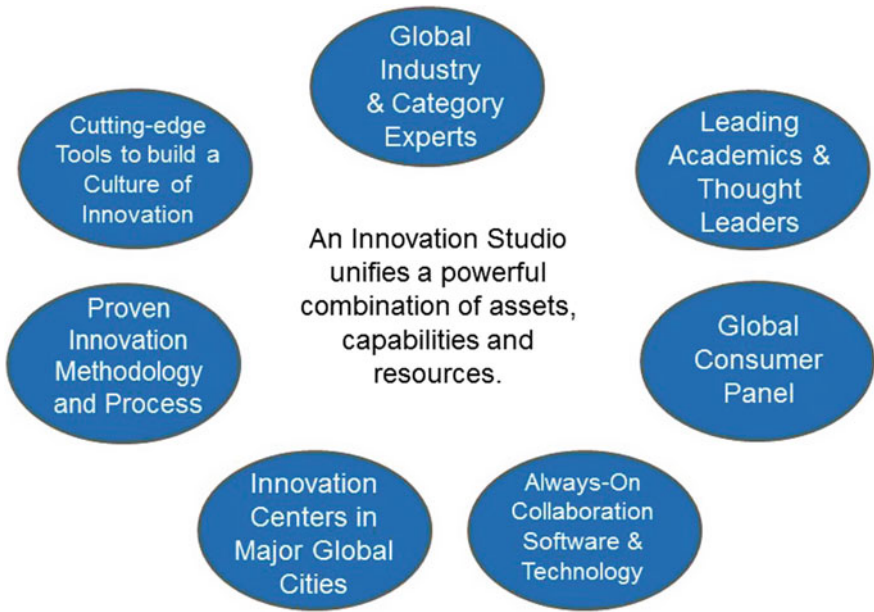 Global
Industry
& Category
Experts
Leading
Academics &
Thought
Leaders
Global
Consumer
Panel
Always-On
Collaboration
Software &
Technology
Innovation
Centers in
Major Global
Cities
Proven
Innovation
Methodology
and Process
Cutting-edge
Tools to build a
Culture of
Innovation
An Innovation Studio
unifies a powerful
combination of assets,
capabilities and
resources.